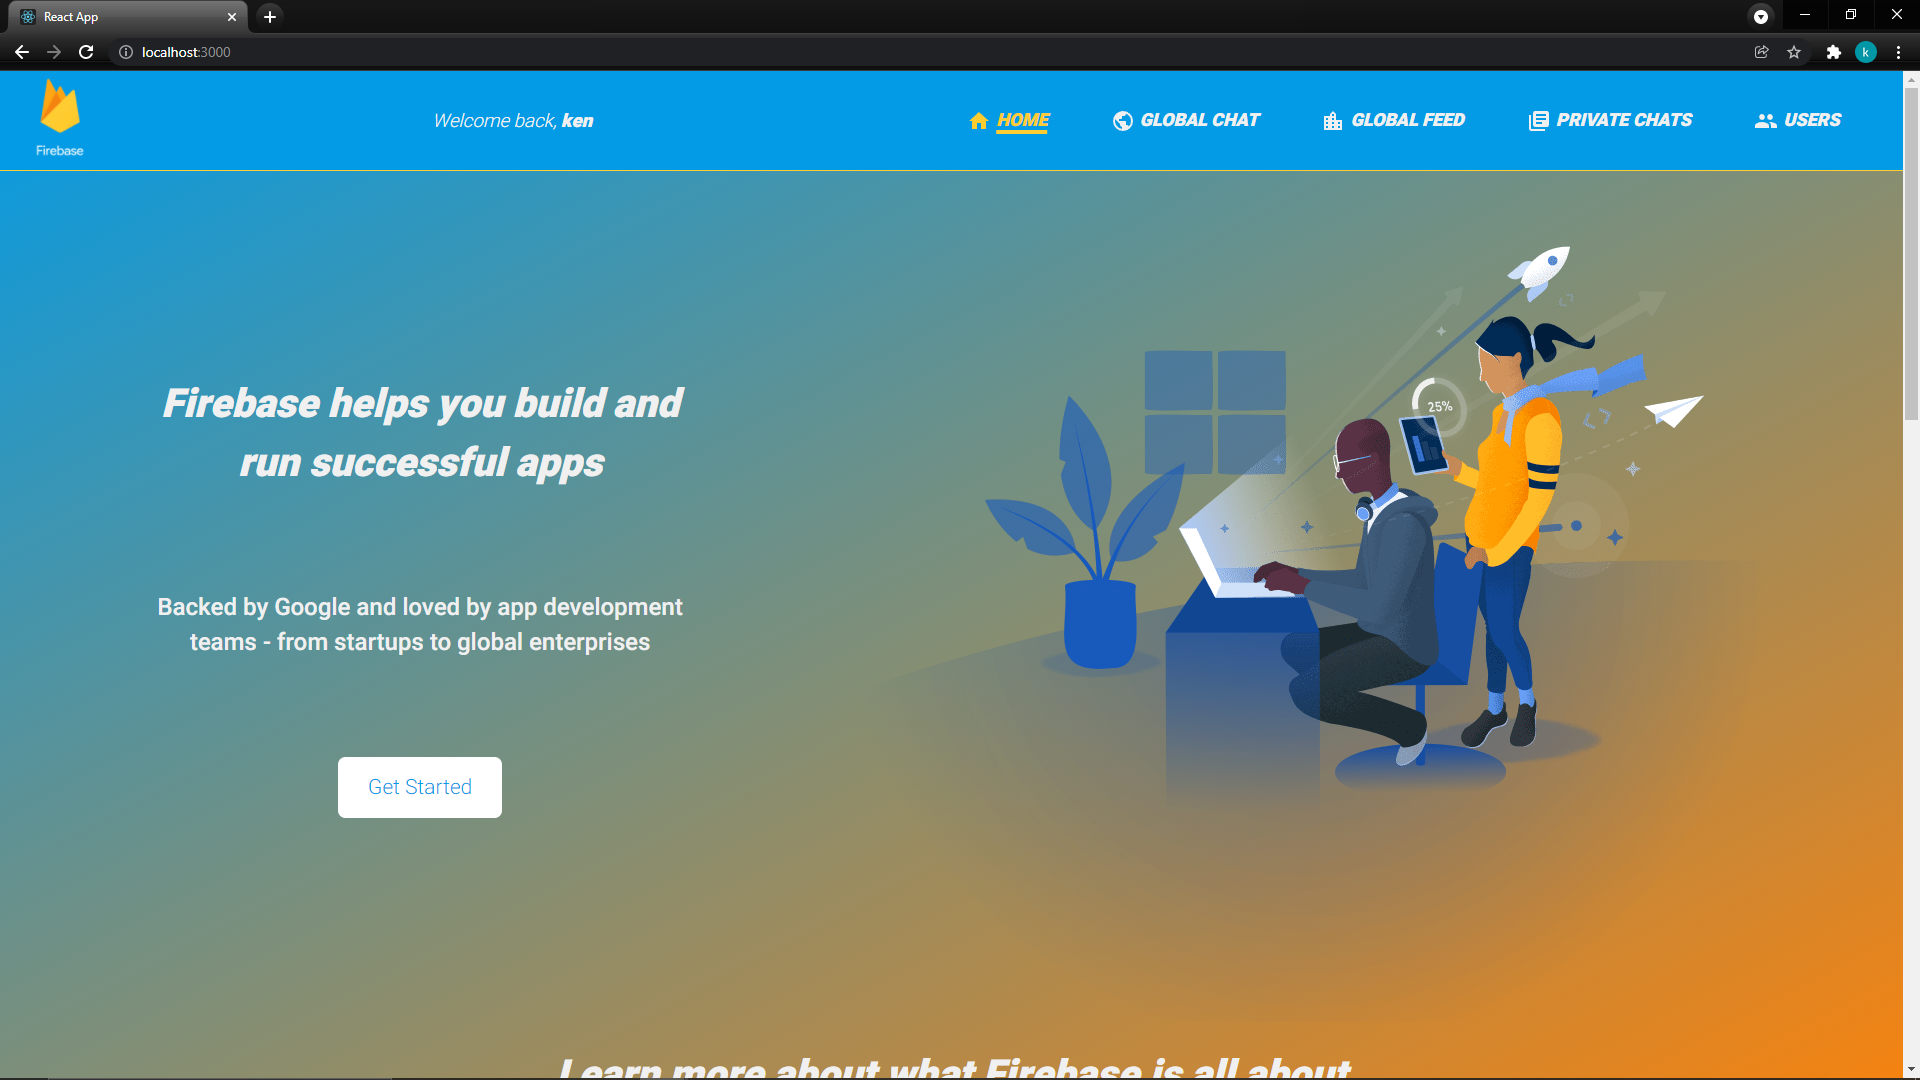 React App
localhost:3000
k
Firebase
Welcome back, ken
HOME
GLOBAL CHAT
GLOBAL FEED
PRIVATE CHATS
USERS
Firebase helps you build and
run successful apps
25%
Backed by Google and loved by app development
teams - from startups to global enterprises
Get Started
Learn more about what Firebase is all about